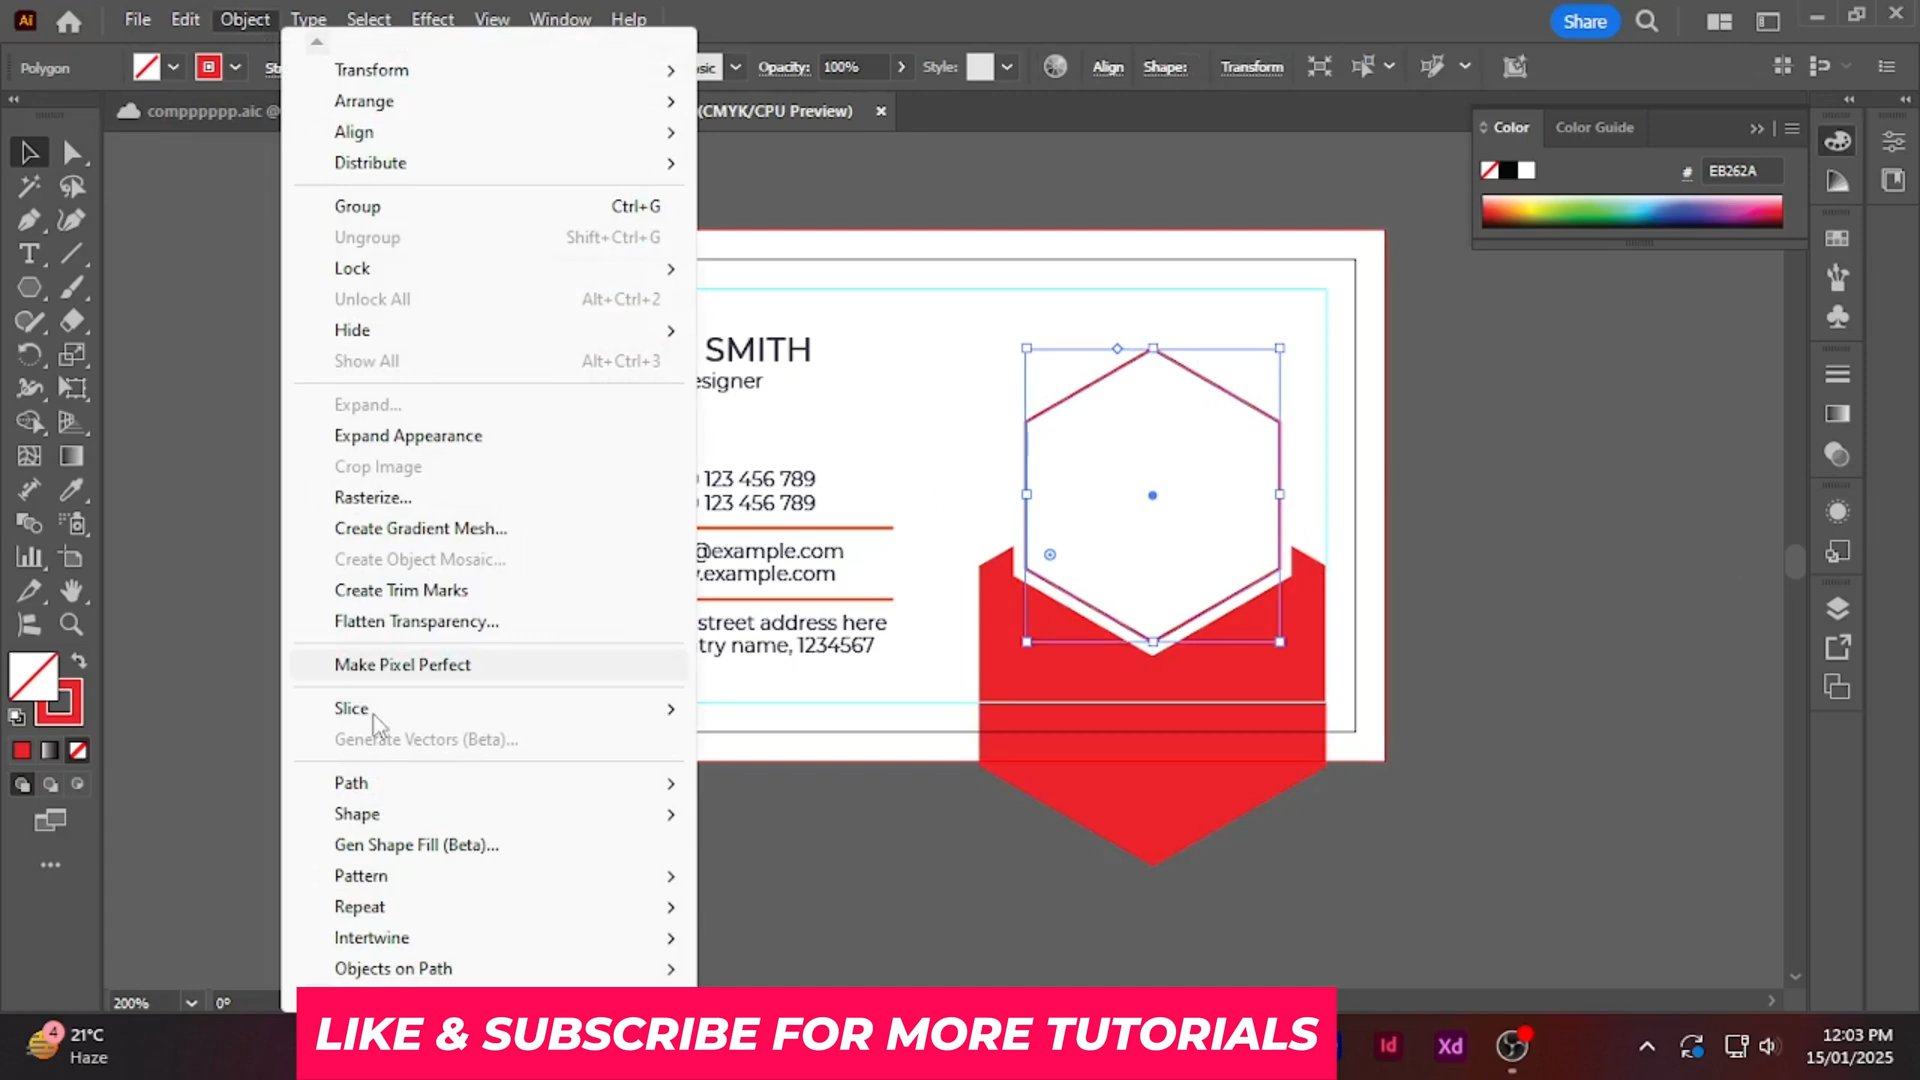 Ai File Edit Object Type Select Effect View Window Help Share
Polygon Opacity: 100% Style: Align Shape: Transform
compppppp.aic @ (CMYK/CPU Preview) ×
Transform
Arrange
Align
Distribute
Group Ctrl+G
Ungroup Shift+Ctrl+G
Lock
Unlock All Alt+Ctrl+2
Hide
Show All Alt+Ctrl+3
Expand...
Expand Appearance
Crop Image
Rasterize...
Create Gradient Mesh...
Create Object Mosaic...
Create Trim Marks
Flatten Transparency...
Make Pixel Perfect
Slice
Generate Vectors (Beta)...
Path
Shape
Gen Shape Fill (Beta)...
Pattern
Repeat
Intertwine
Objects on Path
Color Color Guide
# EB262A
SMITH
esigner
123 456 789
123 456 789
@example.com
.example.com
street address here
try name, 1234567
200% 0°
LIKE & SUBSCRIBE FOR MORE TUTORIALS
4 21°C
Haze
Id Xd
12:03 PM
15/01/2025